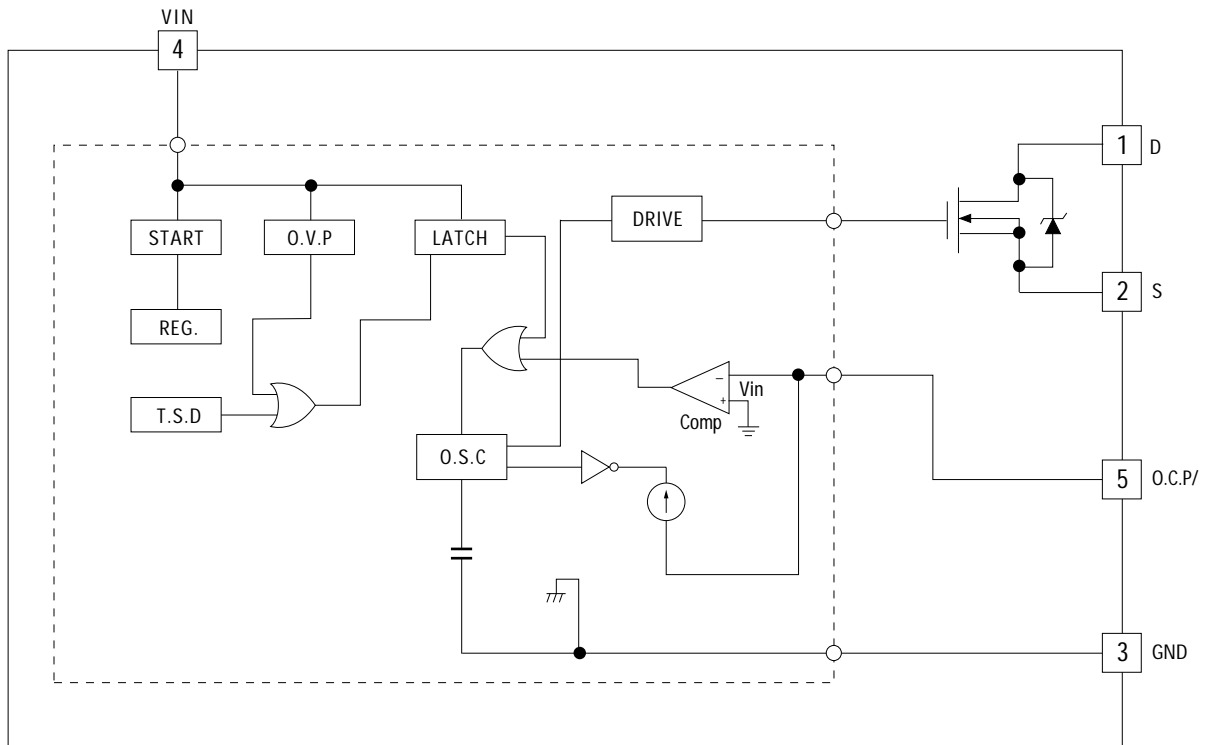 VIN
4
1 D
START
O.V.P
LATCH
DRIVE
2 S
REG.
T.S.D
−
Vin
+
Comp
O.S.C
5 O.C.P/
3 GND